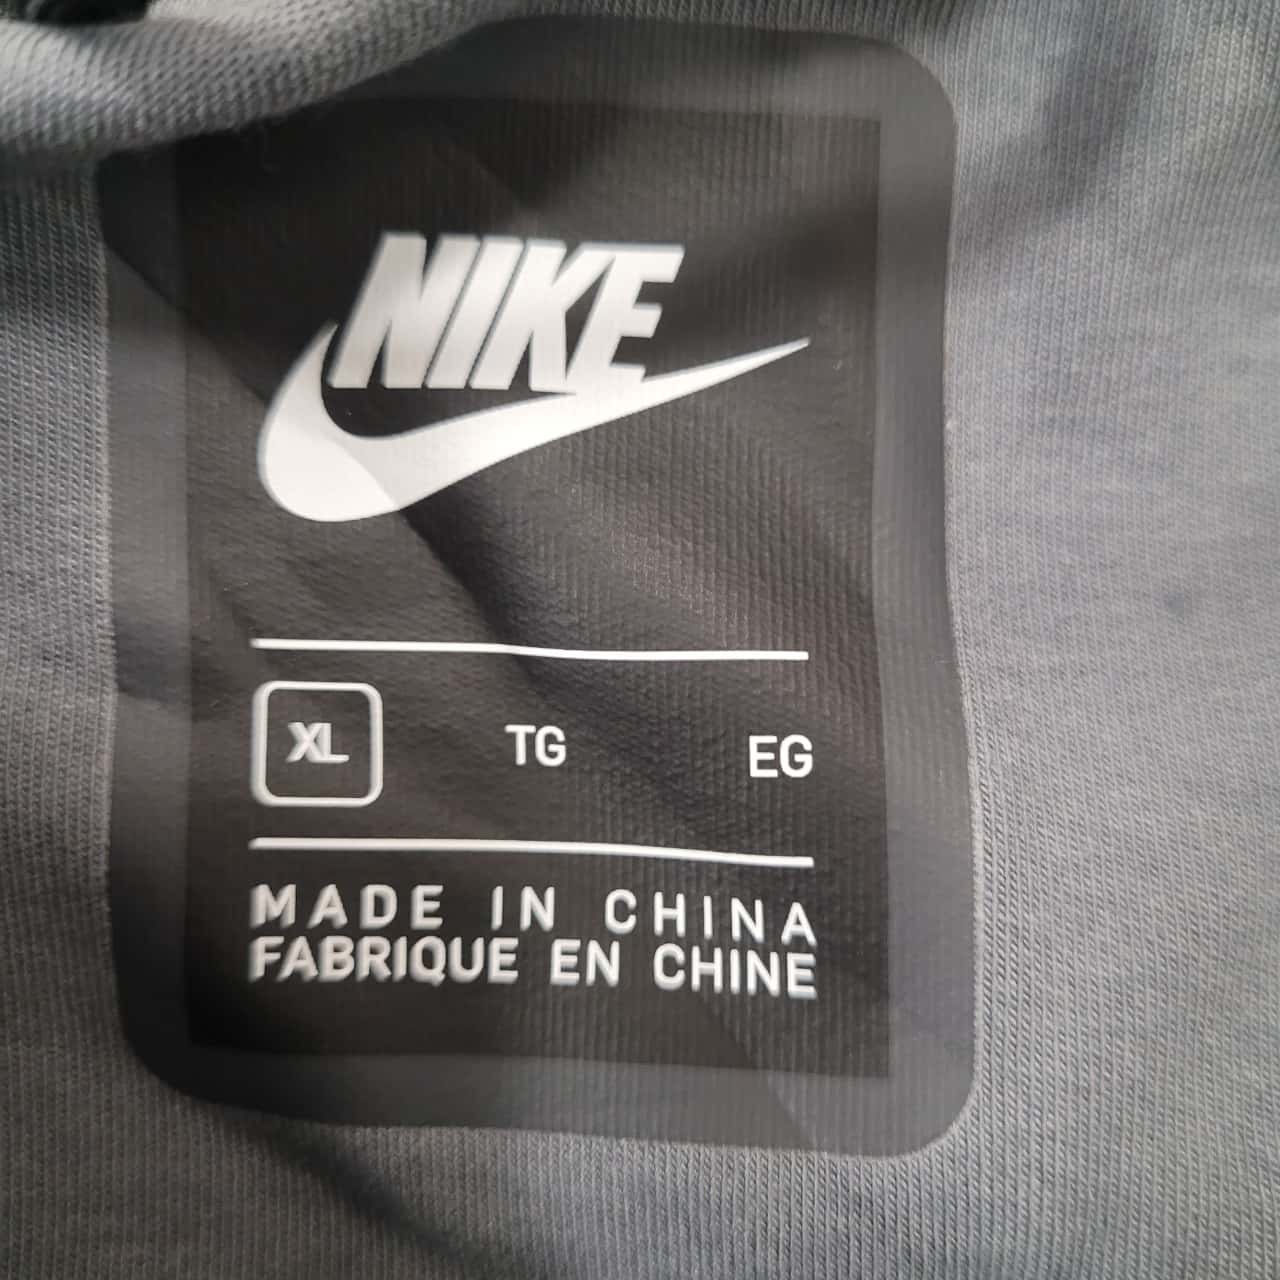 NIKE
XL TG EG
MADE IN CHINA
FABRIQUE EN CHINE